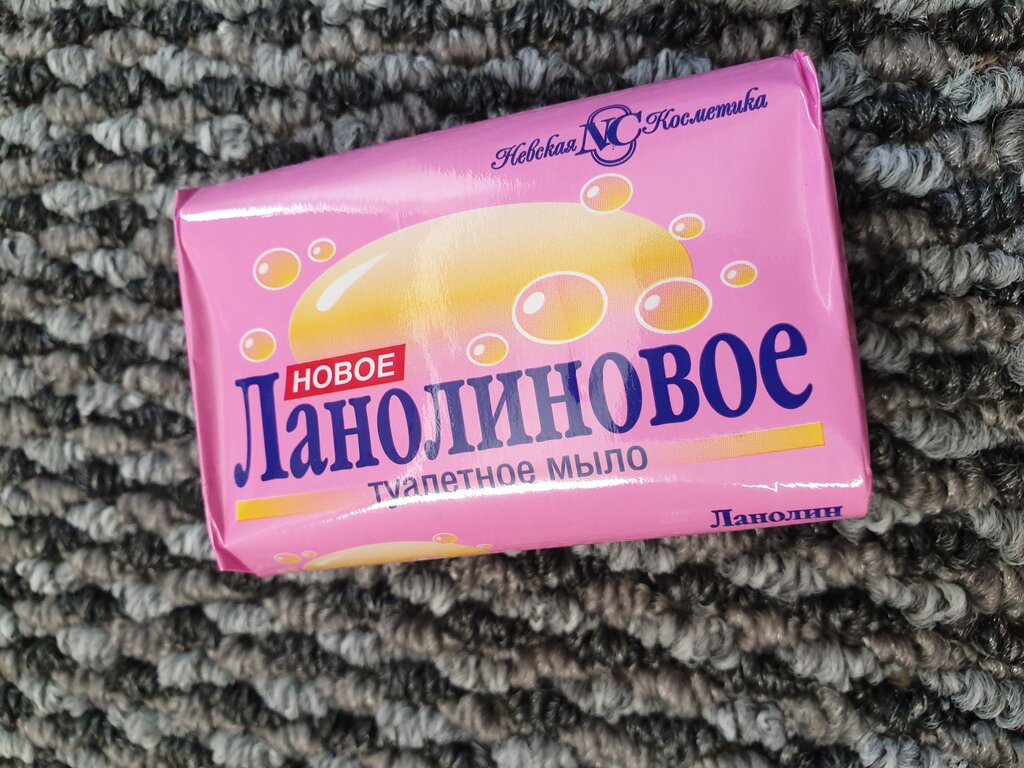 Невская NC Косметика
НОВОЕ
Ланолиновое
туалетное мыло
Ланолин